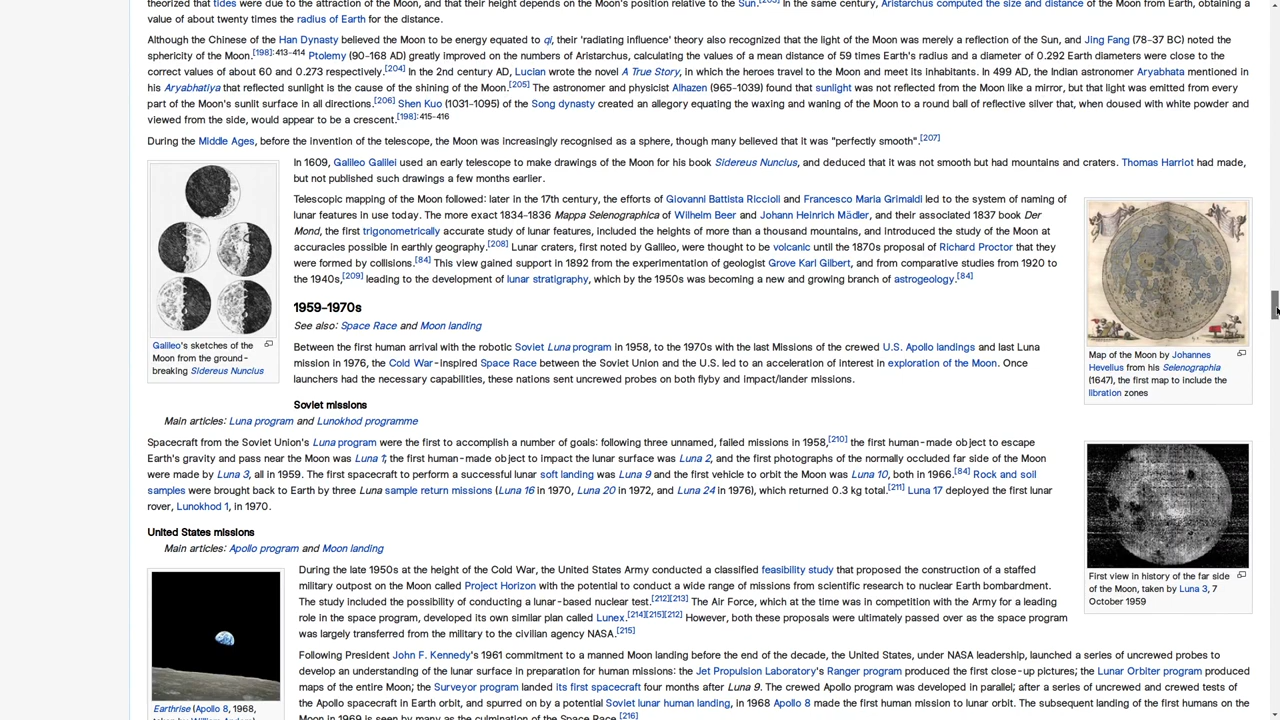 theorized that tides were due to the attraction of the Moon, and that their height depends on the Moon's position relative to the Sun.[203] In the same century, Aristarchus computed the size and distance of the Moon from Earth, obtaining a
value of about twenty times the radius of Earth for the distance.
Although the Chinese of the Han Dynasty believed the Moon to be energy equated to qi, their 'radiating influence' theory also recognized that the light of the Moon was merely a reflection of the Sun, and Jing Fang (78–37 BC) noted the
sphericity of the Moon.[198]:413–414 Ptolemy (90–168 AD) greatly improved on the numbers of Aristarchus, calculating the values of a mean distance of 59 times Earth's radius and a diameter of 0.292 Earth diameters were close to the
correct values of about 60 and 0.273 respectively.[204] In the 2nd century AD, Lucian wrote the novel A True Story, in which the heroes travel to the Moon and meet its inhabitants. In 499 AD, the Indian astronomer Aryabhata mentioned in
his Aryabhatiya that reflected sunlight is the cause of the shining of the Moon.[205] The astronomer and physicist Alhazen (965–1039) found that sunlight was not reflected from the Moon like a mirror, but that light was emitted from every
part of the Moon's sunlit surface in all directions.[206] Shen Kuo (1031–1095) of the Song dynasty created an allegory equating the waxing and waning of the Moon to a round ball of reflective silver that, when doused with white powder and
viewed from the side, would appear to be a crescent.[198]:415–416
During the Middle Ages, before the invention of the telescope, the Moon was increasingly recognised as a sphere, though many believed that it was "perfectly smooth".[207]
In 1609, Galileo Galilei used an early telescope to make drawings of the Moon for his book Sidereus Nuncius, and deduced that it was not smooth but had mountains and craters. Thomas Harriot had made,
but not published such drawings a few months earlier.
Telescopic mapping of the Moon followed: later in the 17th century, the efforts of Giovanni Battista Riccioli and Francesco Maria Grimaldi led to the system of naming of
lunar features in use today. The more exact 1834–1836 Mappa Selenographica of Wilhelm Beer and Johann Heinrich Mädler, and their associated 1837 book Der
Mond, the first trigonometrically accurate study of lunar features, included the heights of more than a thousand mountains, and introduced the study of the Moon at
accuracies possible in earthly geography.[208] Lunar craters, first noted by Galileo, were thought to be volcanic until the 1870s proposal of Richard Proctor that they
were formed by collisions.[84] This view gained support in 1892 from the experimentation of geologist Grove Karl Gilbert, and from comparative studies from 1920 to
the 1940s,[209] leading to the development of lunar stratigraphy, which by the 1950s was becoming a new and growing branch of astrogeology.[84]
Galileo's sketches of the
Moon from the ground-
breaking Sidereus Nuncius
Map of the Moon by Johannes
Hevelius from his Selenographia
(1647), the first map to include the
libration zones
1959–1970s
See also: Space Race and Moon landing
Between the first human arrival with the robotic Soviet Luna program in 1958, to the 1970s with the last Missions of the crewed U.S. Apollo landings and last Luna
mission in 1976, the Cold War-inspired Space Race between the Soviet Union and the U.S. led to an acceleration of interest in exploration of the Moon. Once
launchers had the necessary capabilities, these nations sent uncrewed probes on both flyby and impact/lander missions.
Soviet missions
Main articles: Luna program and Lunokhod programme
Spacecraft from the Soviet Union's Luna program were the first to accomplish a number of goals: following three unnamed, failed missions in 1958,[210] the first human-made object to escape
Earth's gravity and pass near the Moon was Luna 1; the first human-made object to impact the lunar surface was Luna 2, and the first photographs of the normally occluded far side of the Moon
were made by Luna 3, all in 1959. The first spacecraft to perform a successful lunar soft landing was Luna 9 and the first vehicle to orbit the Moon was Luna 10, both in 1966.[84] Rock and soil
samples were brought back to Earth by three Luna sample return missions (Luna 16 in 1970, Luna 20 in 1972, and Luna 24 in 1976), which returned 0.3 kg total.[211] Luna 17 deployed the first lunar
rover, Lunokhod 1, in 1970.
First view in history of the far side
of the Moon, taken by Luna 3, 7
October 1959
United States missions
Main articles: Apollo program and Moon landing
During the late 1950s at the height of the Cold War, the United States Army conducted a classified feasibility study that proposed the construction of a staffed
military outpost on the Moon called Project Horizon with the potential to conduct a wide range of missions from scientific research to nuclear Earth bombardment.
The study included the possibility of conducting a lunar-based nuclear test.[212][213] The Air Force, which at the time was in competition with the Army for a leading
role in the space program, developed its own similar plan called Lunex.[214][215][212] However, both these proposals were ultimately passed over as the space program
was largely transferred from the military to the civilian agency NASA.[215]
Following President John F. Kennedy's 1961 commitment to a manned Moon landing before the end of the decade, the United States, under NASA leadership, launched a series of uncrewed probes to
develop an understanding of the lunar surface in preparation for human missions: the Jet Propulsion Laboratory's Ranger program produced the first close-up pictures; the Lunar Orbiter program produced
maps of the entire Moon; the Surveyor program landed its first spacecraft four months after Luna 9. The crewed Apollo program was developed in parallel; after a series of uncrewed and crewed tests of
the Apollo spacecraft in Earth orbit, and spurred on by a potential Soviet lunar human landing, in 1968 Apollo 8 made the first human mission to lunar orbit. The subsequent landing of the first humans on the
Moon in 1969 is seen by many as the culmination of the Space Race.[216]
Earthrise (Apollo 8, 1968,
taken by William Anders)